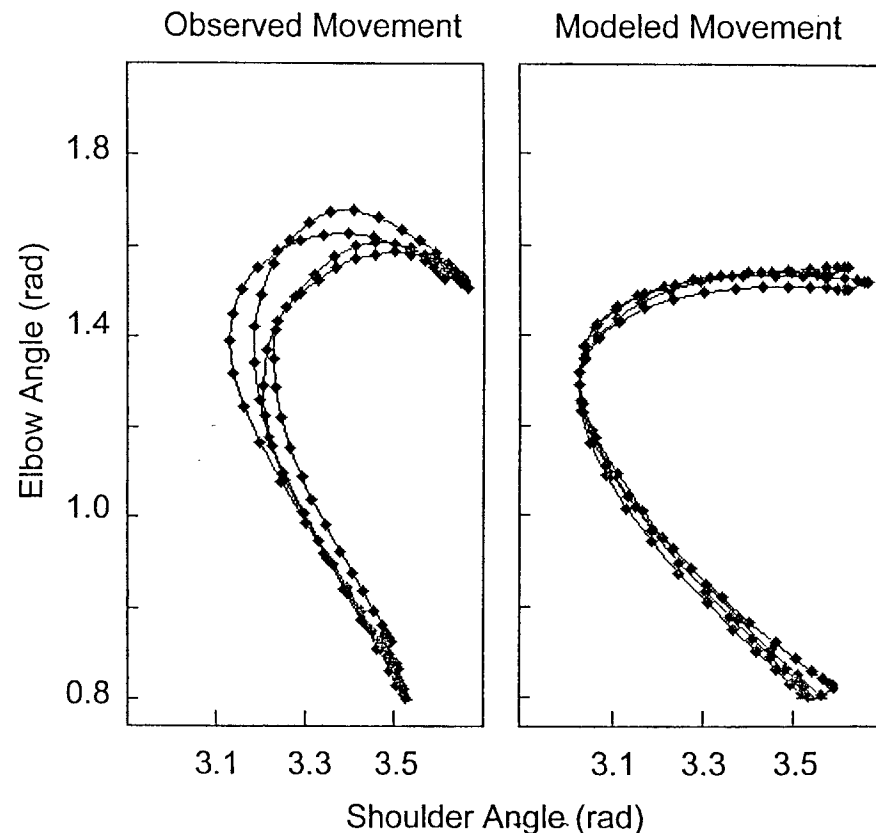 Observed Movement
Modeled Movement
1.8
1.4
1.0
0.8
Elbow Angle (rad)
3.1 3.3 3.5
3.1 3.3 3.5
Shoulder Angle (rad)